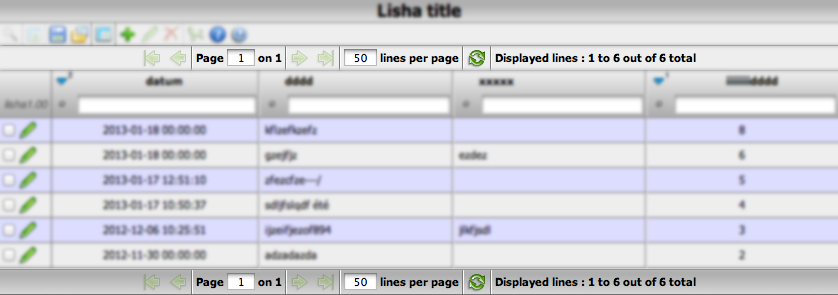 Lisha title
Page 1 on 1 50 lines per page Displayed lines : 1 to 6 out of 6 total
datum dddd xxxxx
lisha1.00
2013-01-18 00:00:00 8
2013-01-18 00:00:00 gzejfjz ezdez 6
2013-01-17 12:51:10 5
2013-01-17 10:50:37 4
2012-12-06 10:25:51 3
2012-11-30 00:00:00 adzadazda 2
Page 1 on 1 50 lines per page Displayed lines : 1 to 6 out of 6 total